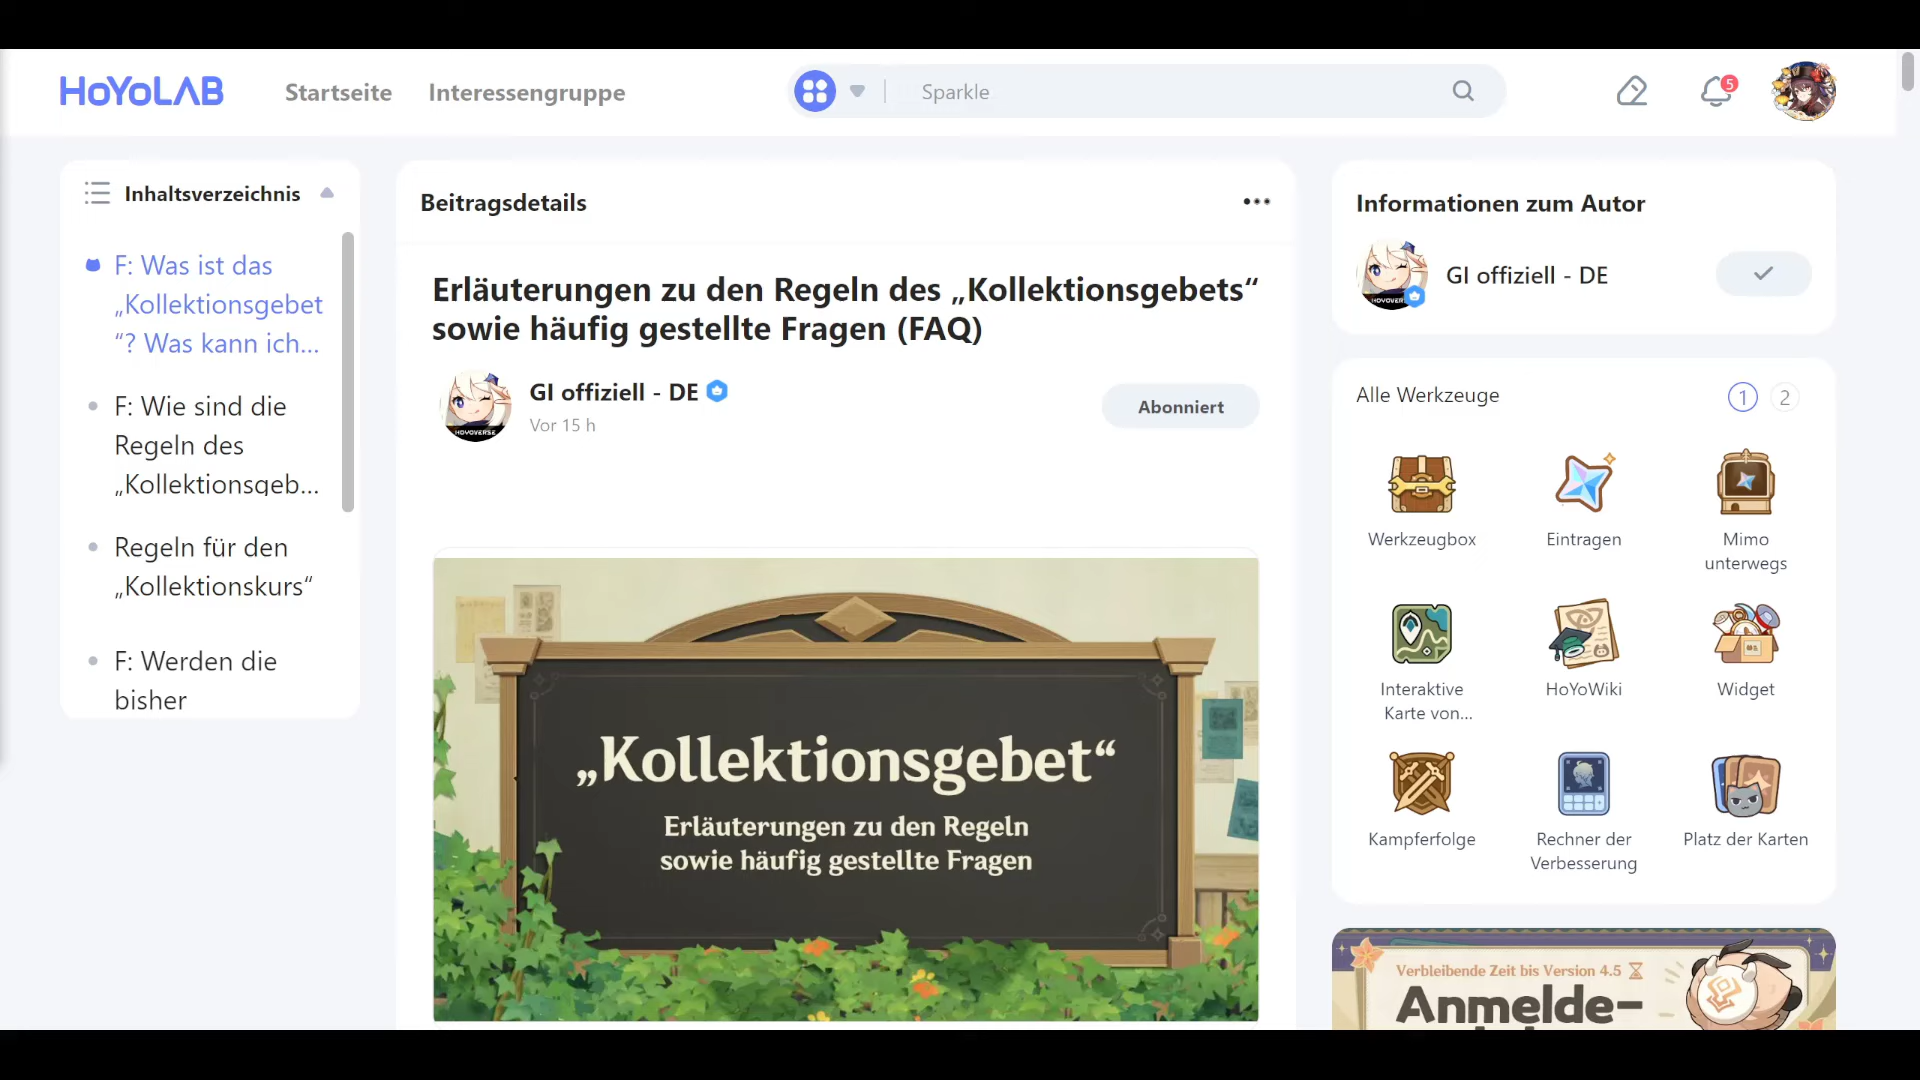 HoYoLAB
Startseite
Interessengruppe
Sparkle
5
Inhaltsverzeichnis
F: Was ist das
„Kollektionsgebet
“? Was kann ich...
F: Wie sind die
Regeln des
„Kollektionsgeb...
Regeln für den
„Kollektionskurs“
F: Werden die
bisher
Beitragsdetails
Erläuterungen zu den Regeln des „Kollektionsgebets“
sowie häufig gestellte Fragen (FAQ)
HOYOVERSE
GI offiziell - DE
Vor 15 h
Abonniert
„Kollektionsgebet“
Erläuterungen zu den Regeln
sowie häufig gestellte Fragen
Informationen zum Autor
GI offiziell - DE
Alle Werkzeuge
1
2
Werkzeugbox
Eintragen
Mimo
unterwegs
Interaktive
Karte von...
HoYoWiki
Widget
Kampferfolge
Rechner der
Verbesserung
Platz der Karten
Verbleibende Zeit bis Version 4.5
Anmelde-